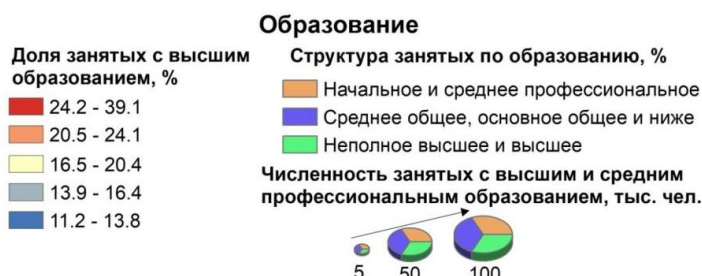 Образование
Доля занятых с высшим
образованием, %
24.2 - 39.1
20.5 - 24.1
16.5 - 20.4
13.9 - 16.4
11.2 - 13.8
Структура занятых по образованию, %
Начальное и среднее профессиональное
Среднее общее, основное общее и ниже
Неполное высшее и высшее
Численность занятых с высшим и средним
профессиональным образованием, тыс. чел.
5 50 100